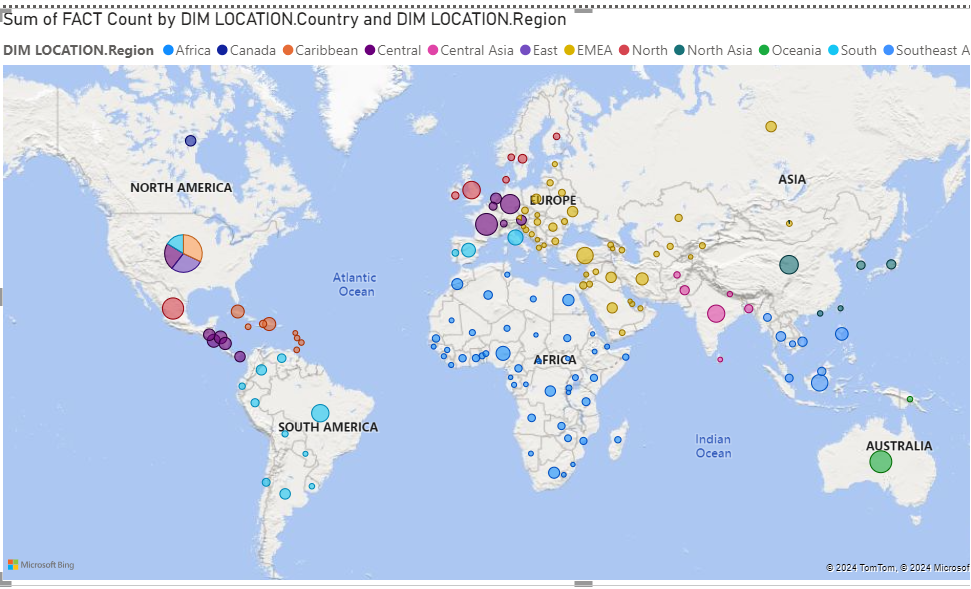 Sum of FACT Count by DIM LOCATION.Country and DIM LOCATION.Region
DIM LOCATION.Region Africa Canada Caribbean Central Central Asia East EMEA North North Asia Oceania South Southeast A
NORTH AMERICA
ASIA
EUROPE
Atlantic
Ocean
AFRICA
SOUTH AMERICA
Indian
Ocean
AUSTRALIA
Microsoft Bing
© 2024 TomTom, © 2024 Microsof